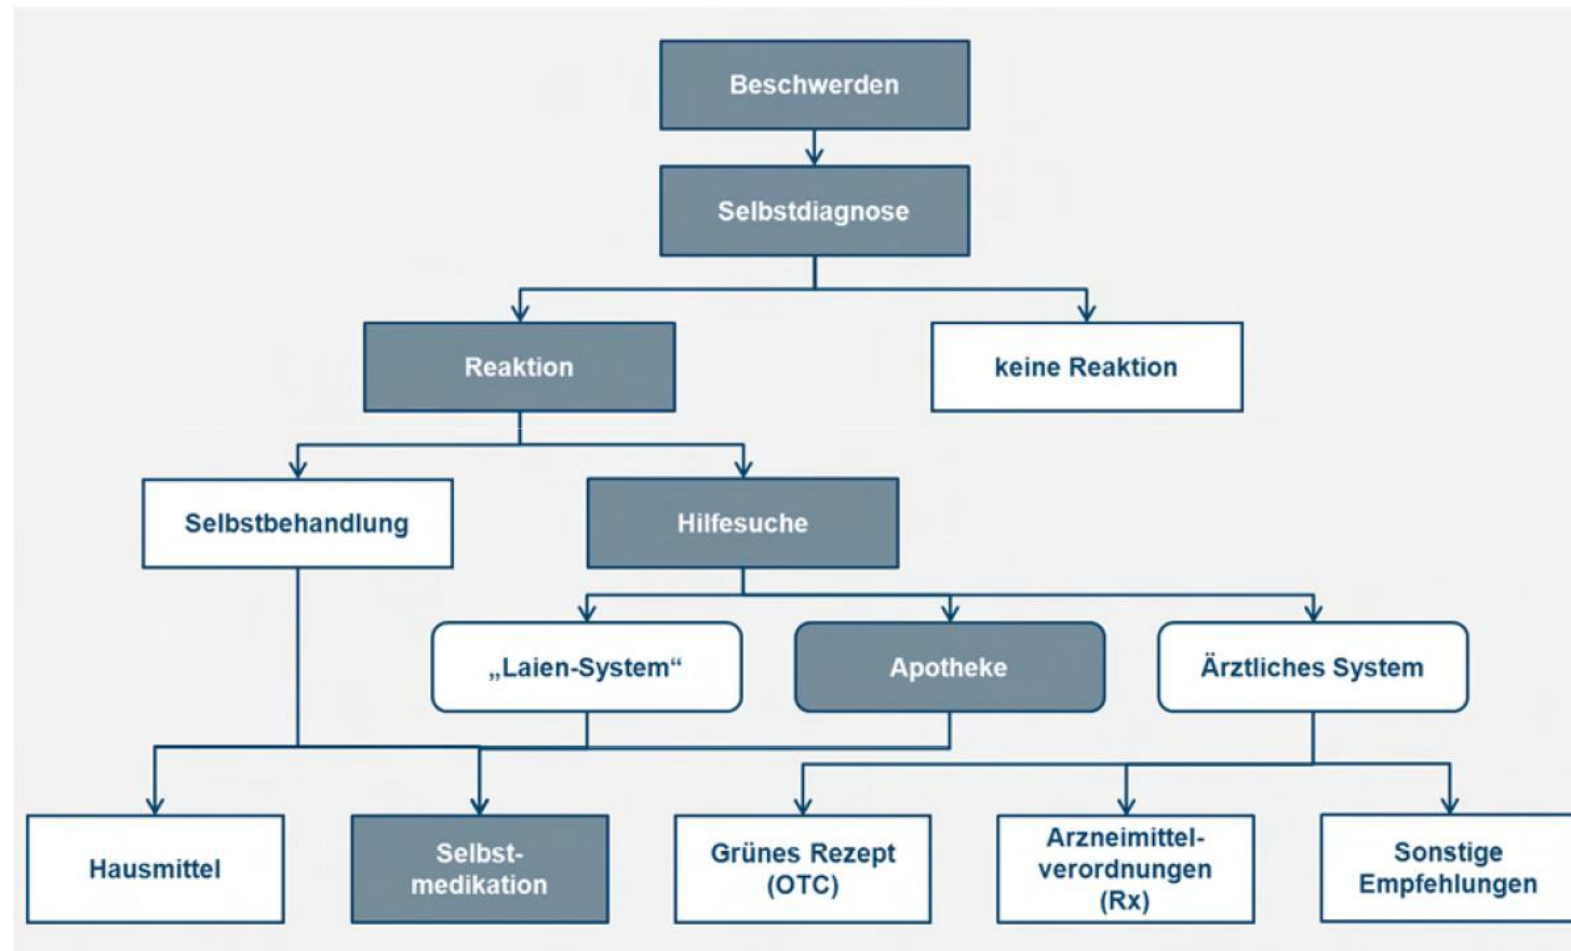 Beschwerden
Selbstdiagnose
Reaktion
keine Reaktion
Selbstbehandlung
Hilfesuche
„Laien-System“
Apotheke
Ärztliches System
Hausmittel
Selbst-
medikation
Grünes Rezept
(OTC)
Arzneimittel-
verordnungen
(Rx)
Sonstige
Empfehlungen